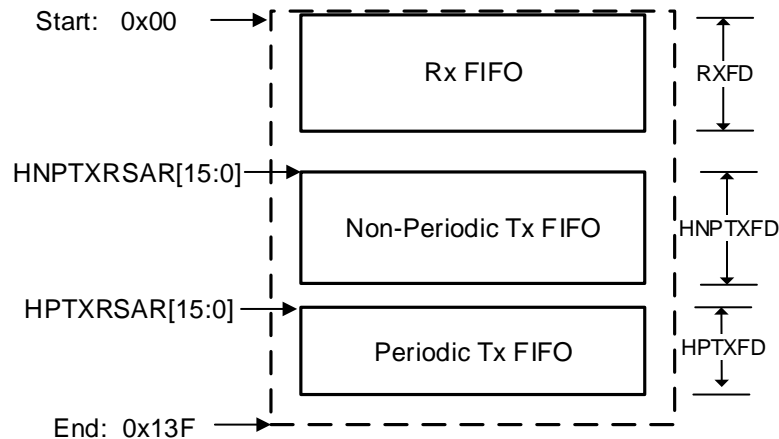 Start: 0x00
Rx FIFO
RXFD
HNPTXRSAR[15:0]
Non-Periodic Tx FIFO
HNPTXFD
HPTXRSAR[15:0]
Periodic Tx FIFO
HPTXFD
End: 0x13F